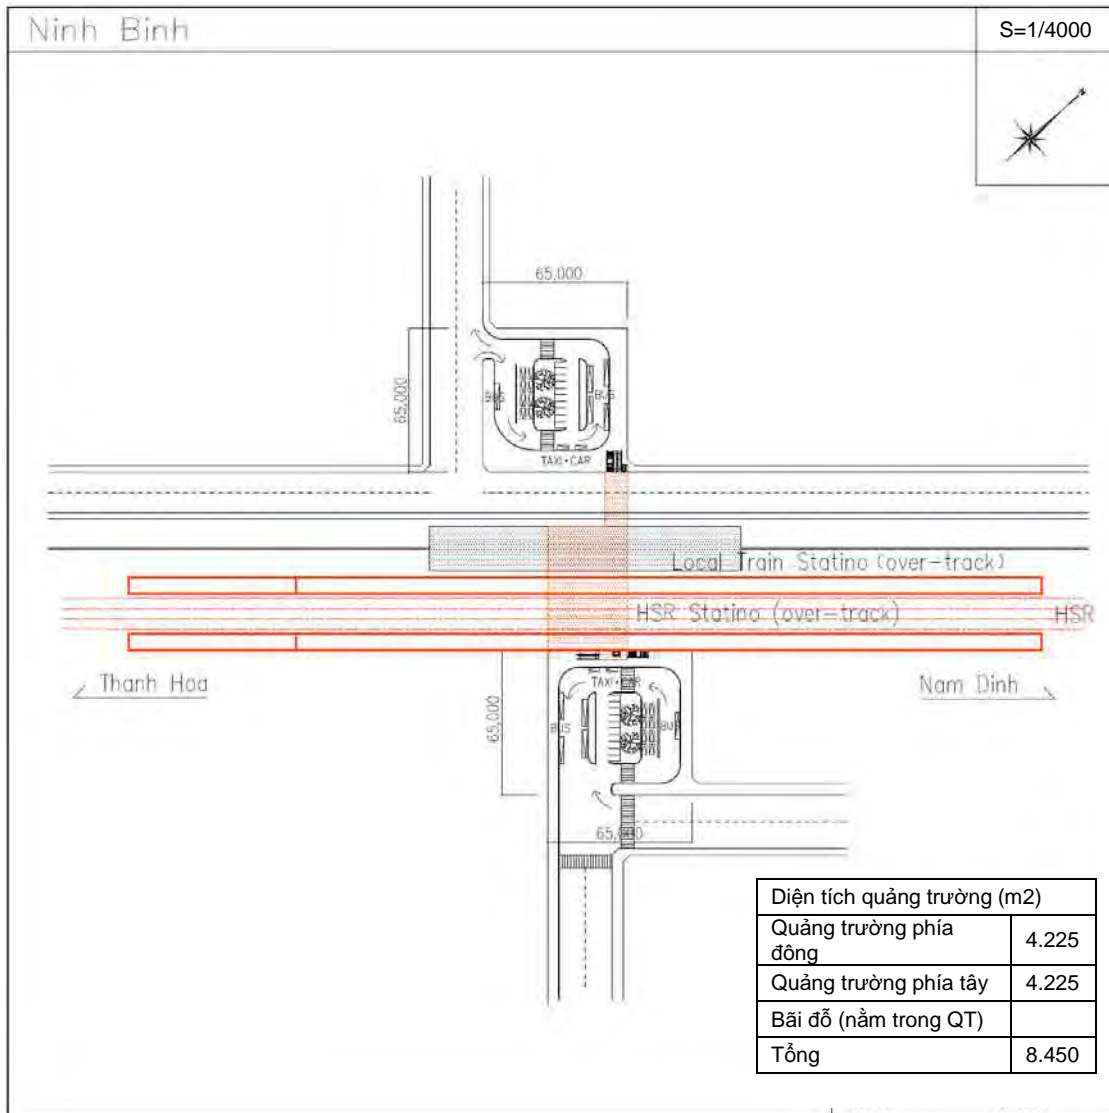 Ninh Binh
S=1/4000
N
65,000
65,000
BUS
TAXI・CAR
Local Train Statino (over-track)
HSR Statino (over-track)
HSR
Thanh Hoa
Nam Dinh
TAXI・CAR
65,000
BUS
BUS
65,000
Diện tích quảng trường (m2)
Quảng trường phía
đông
4.225
Quảng trường phía tây
4.225
Bãi đỗ (nằm trong QT)
Tổng
8.450